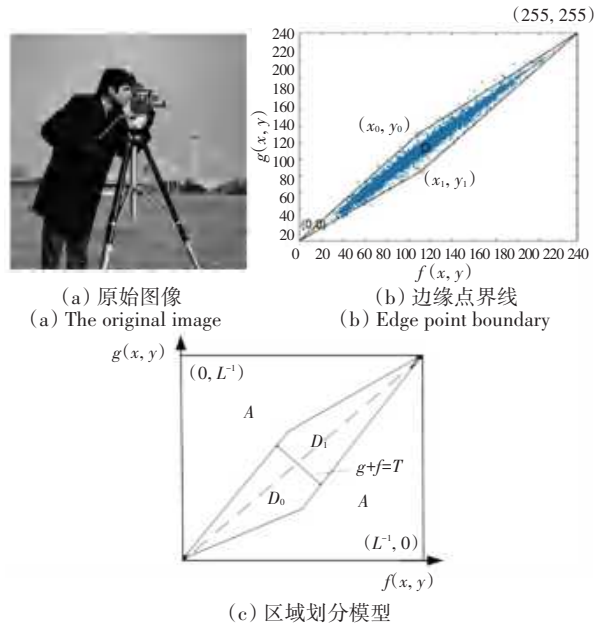 (255, 255)
240
220
200
180
160
140
120
100
80
60
40
20
g(x, y)
(x₀, y₀)
(x₁, y₁)
0 20 40 60 80 100 120 140 160 180 200 220 240
f(x, y)
(a) 原始图像
(a) The original image
(b) 边缘点界线
(b) Edge point boundary
g(x, y)
(0, L⁻¹)
A
D₁
g+f=T
D₀
A
(L⁻¹, 0)
f(x, y)
(c) 区域划分模型